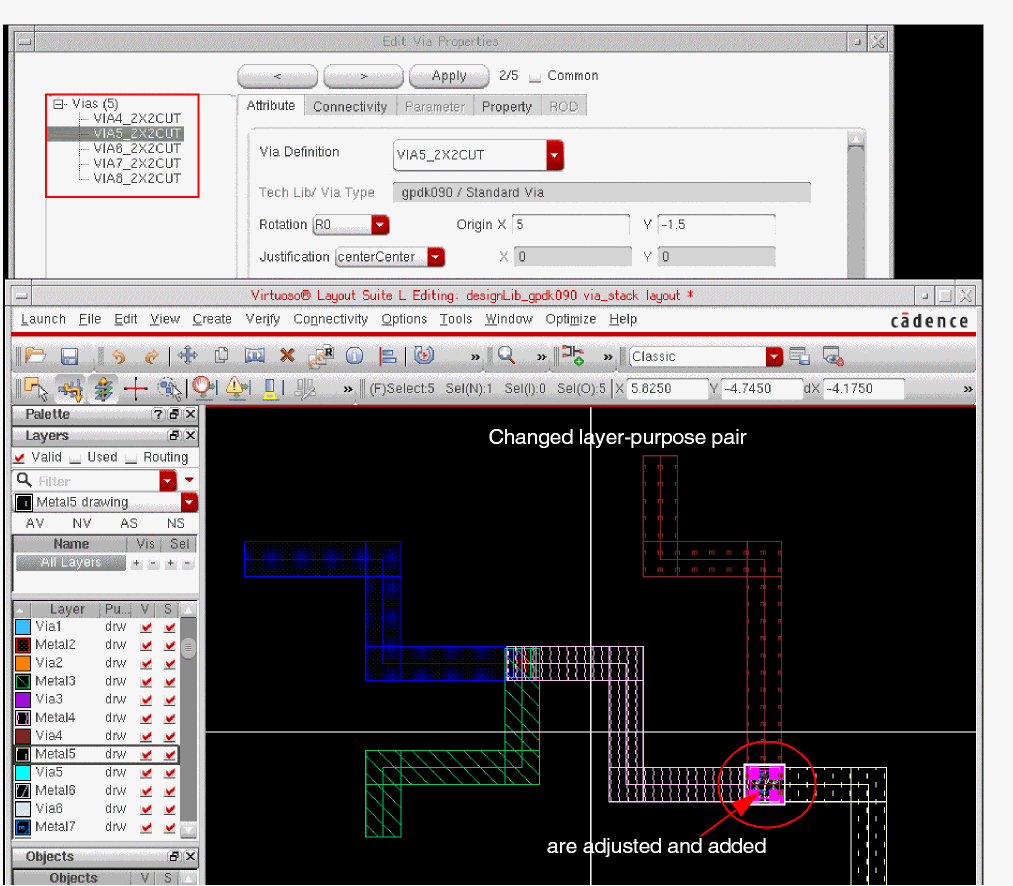 Edit Via Properties
< > Apply 2/5 Common
Vias (5)
VIA4_2X2CUT
VIA5_2X2CUT
VIA6_2X2CUT
VIA7_2X2CUT
VIA8_2X2CUT
Attribute Connectivity Parameter Property ROD
Via Definition VIA5_2X2CUT
Tech Lib/ Via Type gpdk090 / Standard Via
Rotation R0 Origin X 5 Y -1.5
Justification centerCenter X 0 Y 0
Virtuoso® Layout Suite L Editing: designLib_gpdk090 via_stack layout *
Launch File Edit View Create Verify Connectivity Options Tools Window Optimize Help
cādence
» » » Classic
» (F)Select:5 Sel(N):1 Sel(I):0 Sel(O):5 X 5.8250 Y -4.7450 dX -4.1750 »
Palette
Layers
Valid Used Routing
Filter
Metal5 drawing
AV NV AS NS
Name Vis Sel
All Layers + - + -
Layer Pu... V S
Via1 drw
Metal2 drw
Via2 drw
Metal3 drw
Via3 drw
Metal4 drw
Via4 drw
Metal5 drw
Via5 drw
Metal6 drw
Via6 drw
Metal7 drw
Objects
Objects V S
Changed layer-purpose pair
are adjusted and added